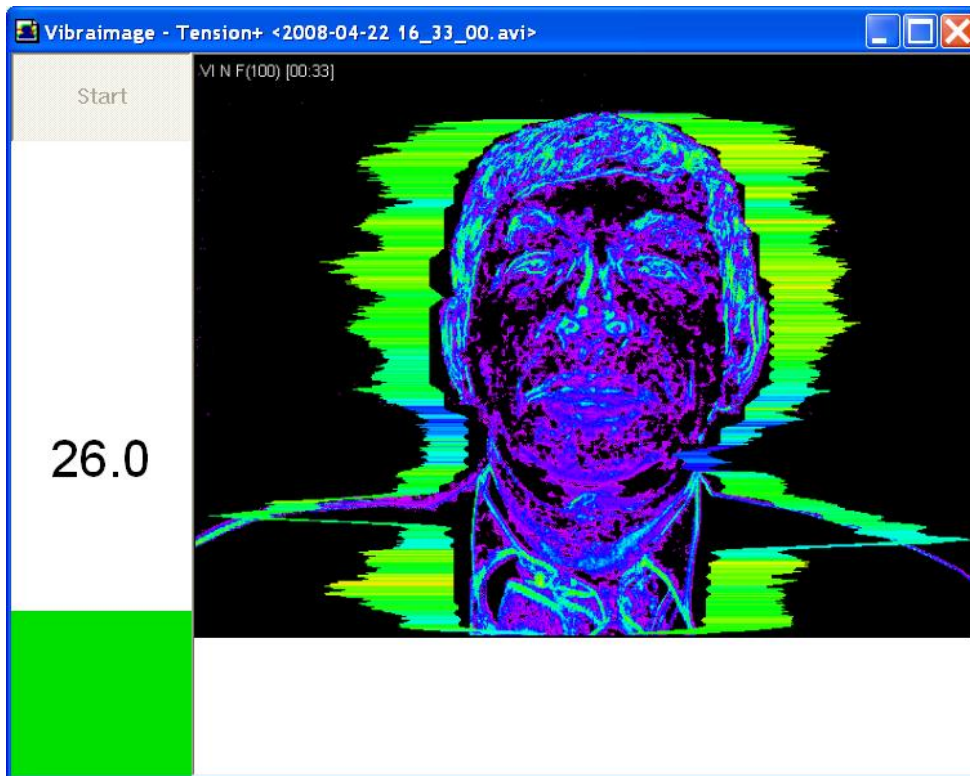 Vibraimage - Tension+ <2008-04-22 16_33_00.avi>
Start
VI N F(100) [00:33]
26.0